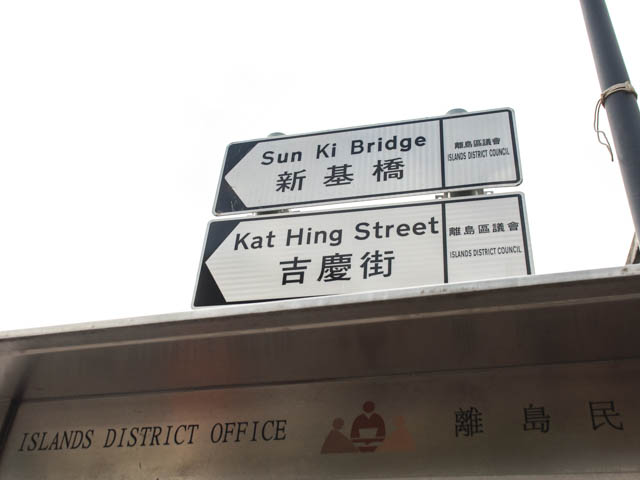 Sun Ki Bridge
新基橋
離島區議會
ISLANDS DISTRICT COUNCIL
Kat Hing Street
吉慶街
離島區議會
ISLANDS DISTRICT COUNCIL
ISLANDS DISTRICT OFFICE
離島民